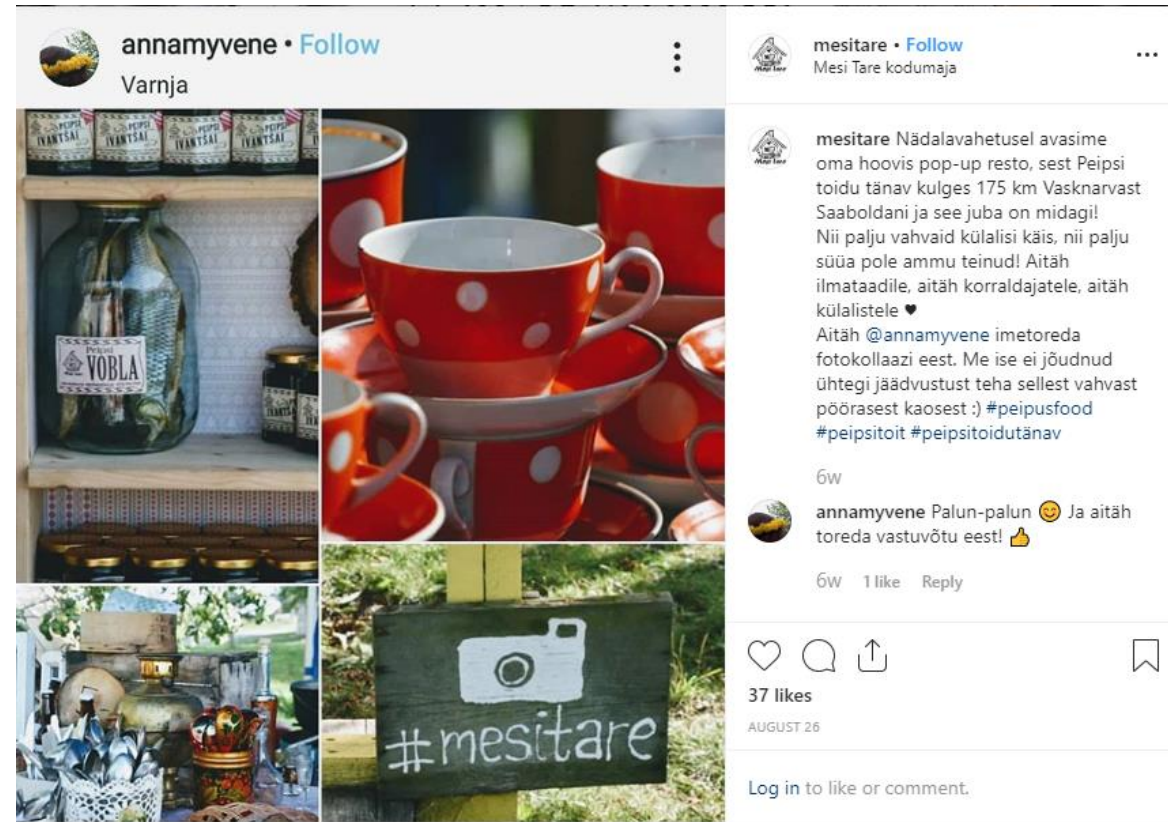 annamyvene • Follow
Varnja
PEIPSI
IVANTSAI
PEIPSI
IVANTSAI
PEIPSI
IVANTSAI
PEIPSI
IVANTSAI
Peipsi
VOBLA
#mesitare
mesitare • Follow
Mesi Tare kodumaja
mesitare Nädalavahetusel avasime
oma hoovis pop-up resto, sest Peipsi
toidu tänav kulges 175 km Vasknarvast
Saaboldani ja see juba on midagi!
Nii palju vahvaid külalisi käis, nii palju
süüa pole ammu teinud! Aitäh
ilmataadile, aitäh korraldajatele, aitäh
külalistele ♥
Aitäh @annamyvene imetoreda
fotokollaazi eest. Me ise ei jõudnud
ühtegi jäädvustust teha sellest vahvast
pöörasest kaosest :) #peipusfood
#peipsitoit #peipsitoidutänav
6w
annamyvene Palun-palun 😊 Ja aitäh
toreda vastuvõtu eest! 👍
6w 1 like Reply
37 likes
AUGUST 26
Log in to like or comment.